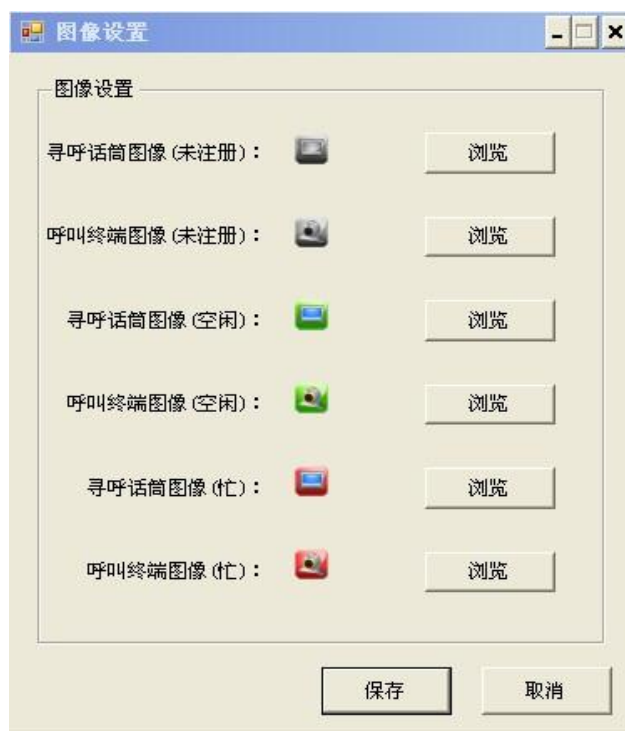 图像设置
图像设置
寻呼话筒图像(未注册)： 浏览
呼叫终端图像(未注册)： 浏览
寻呼话筒图像(空闲)： 浏览
呼叫终端图像(空闲)： 浏览
寻呼话筒图像(忙)： 浏览
呼叫终端图像(忙)： 浏览
保存 取消